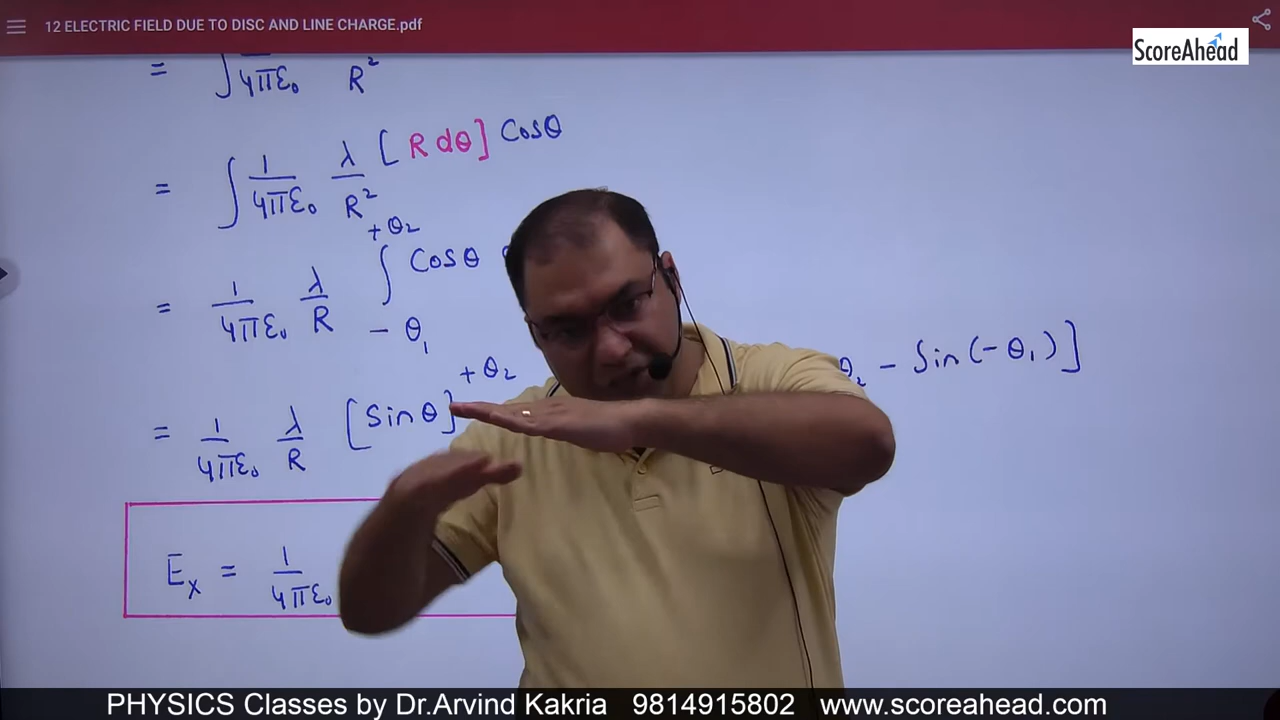 12 ELECTRIC FIELD DUE TO DISC AND LINE CHARGE.pdf
ScoreAhead
= ∫ 4πε₀ R²
= ∫ 1/4πε₀ λ/R² [R dθ] Cosθ
= 1/4πε₀ λ/R ∫ +θ₂ - θ₁ Cosθ
= 1/4πε₀ λ/R [Sinθ] +θ₂ θ₂ - Sin(-θ₁)]
Eₓ = 1/4πε₀
PHYSICS Classes by Dr.Arvind Kakria 9814915802 www.scoreahead.com